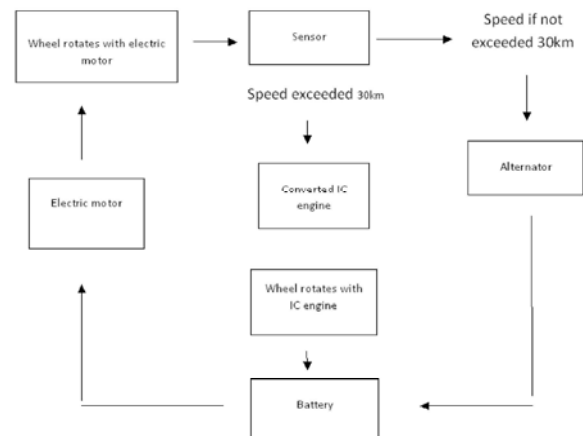 Wheel rotates with electric
motor
Sensor
Speed if not
exceeded 30km
Speed exceeded 30km
Electric motor
Converted IC
engine
Alternator
Wheel rotates with
IC engine
Battery